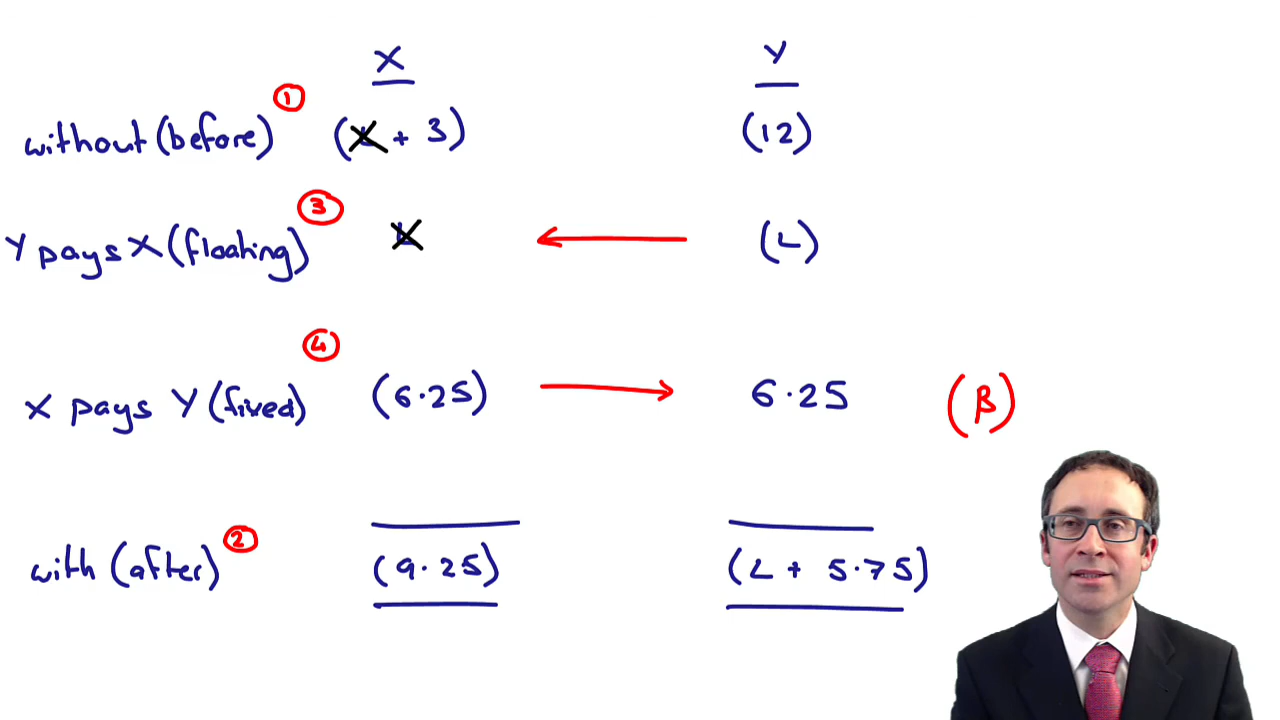 X Y
without (before) ① (L + 3) (12)
Y pays X (floating) ③ L (L)
X pays Y (fixed) ④ (6.25) 6.25 (B)
with (after) ② (9.25) (L + 5.75)